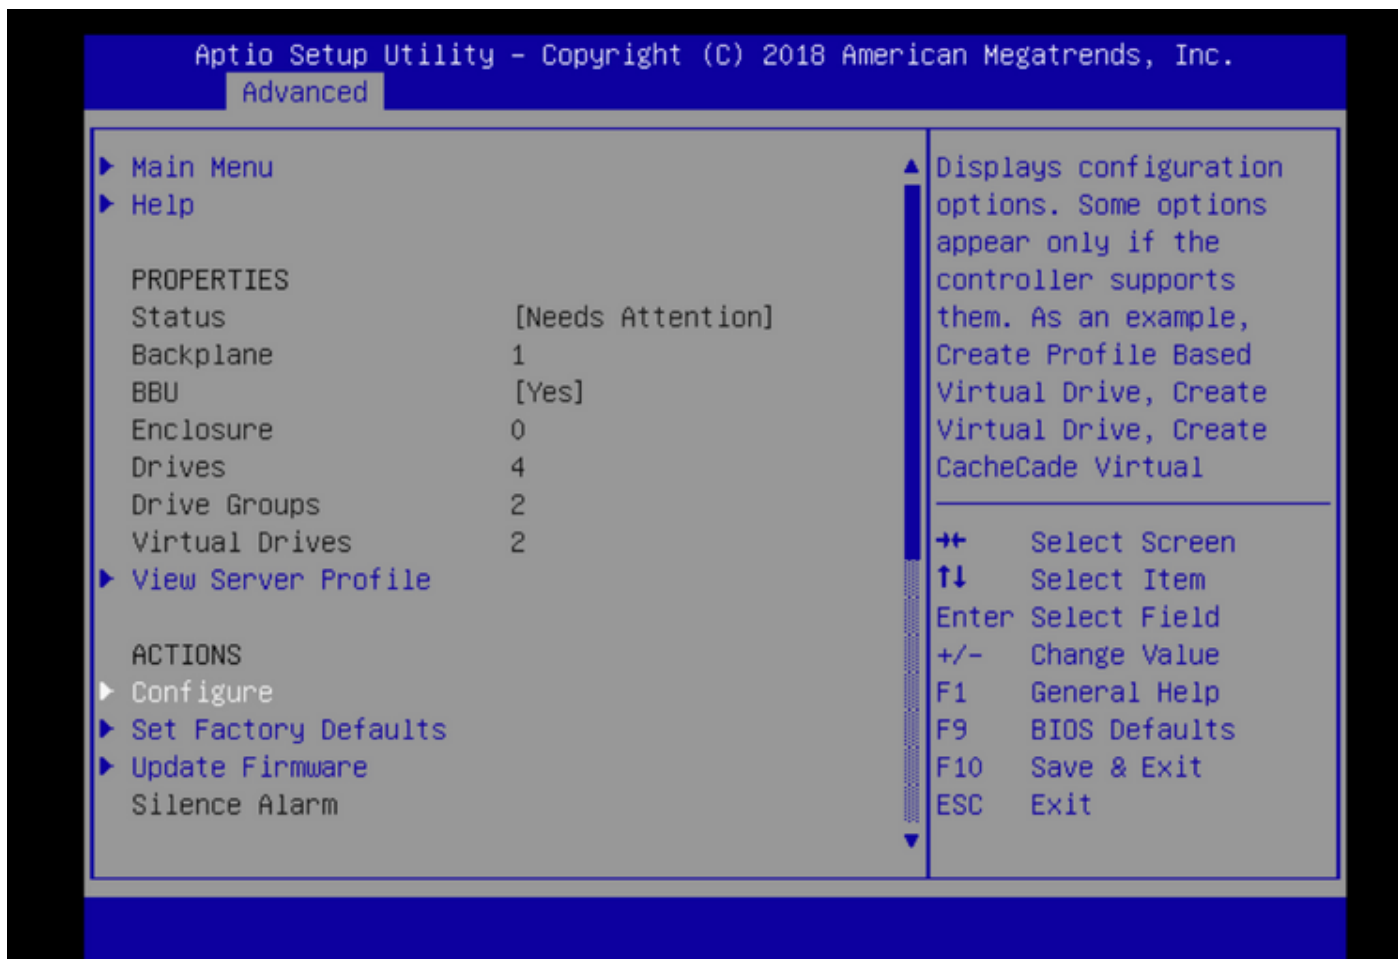 Aptio Setup Utility – Copyright (C) 2018 American Megatrends, Inc.
Advanced
Main Menu
Help
PROPERTIES
Status [Needs Attention]
Backplane 1
BBU [Yes]
Enclosure 0
Drives 4
Drive Groups 2
Virtual Drives 2
View Server Profile
ACTIONS
Configure
Set Factory Defaults
Update Firmware
Silence Alarm
Displays configuration
options. Some options
appear only if the
controller supports
them. As an example,
Create Profile Based
Virtual Drive, Create
Virtual Drive, Create
CacheCade Virtual
→← Select Screen
↑↓ Select Item
Enter Select Field
+/– Change Value
F1 General Help
F9 BIOS Defaults
F10 Save & Exit
ESC Exit